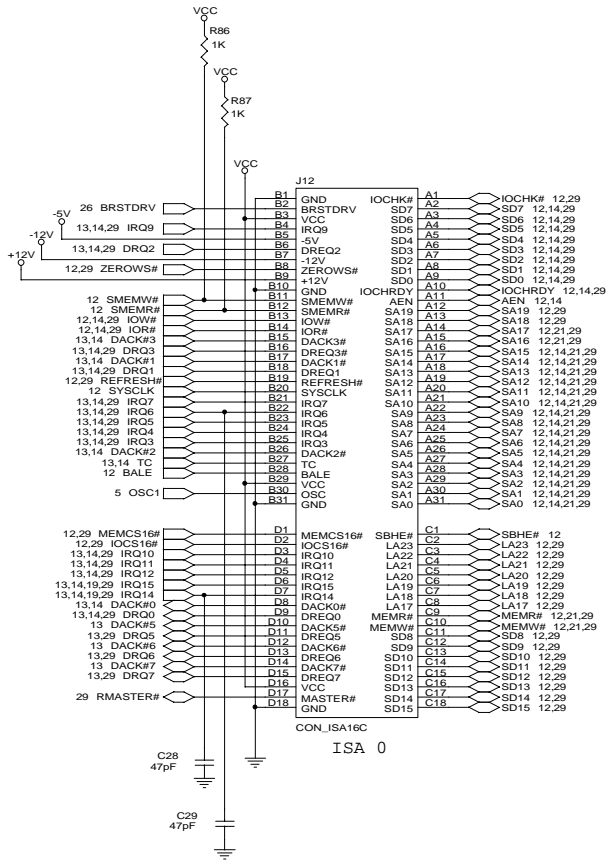 VCC
R86
1K
VCC
R87
1K
VCC
J12
26 BRSTDRV
13,14,29 IRQ9
-5V
13,14,29 DRQ2
-12V
12,29 ZEROWS#
+12V
12 SMEMW#
12 SMEMR#
12,14,29 IOW#
12,14,29 IOR#
13,14 DACK#3
13,14,29 DRQ3
13,14 DACK#1
13,14,29 DRQ1
12,29 REFRESH#
12 SYSCLK
13,14,29 IRQ7
13,14,29 IRQ6
13,14,29 IRQ5
13,14,29 IRQ4
13,14,29 IRQ3
13,14 DACK#2
13,14 TC
12 BALE
5 OSC1
B1 GND IOCHK# A1 IOCHK# 12,29
B2 BRSTDRV SD7 A2 SD7 12,14,29
B3 VCC SD6 A3 SD6 12,14,29
B4 IRQ9 SD5 A4 SD5 12,14,29
B5 -5V SD4 A5 SD4 12,14,29
B6 DREQ2 SD3 A6 SD3 12,14,29
B7 -12V SD2 A7 SD2 12,14,29
B8 ZEROWS# SD1 A8 SD1 12,14,29
B9 +12V SD0 A9 SD0 12,14,29
B10 GND IOCHRDY A10 IOCHRDY 12,14,29
B11 SMEMW# AEN A11 AEN 12,14
B12 SMEMR# SA19 A12 SA19 12,29
B13 IOW# SA18 A13 SA18 12,29
B14 IOR# SA17 A14 SA17 12,21,29
B15 DACK3# SA16 A15 SA16 12,21,29
B16 DREQ3# SA15 A16 SA15 12,14,21,29
B17 DACK1# SA14 A17 SA14 12,14,21,29
B18 DREQ1 SA13 A18 SA13 12,14,21,29
B19 REFRESH# SA12 A19 SA12 12,14,21,29
B20 SYSCLK SA11 A20 SA11 12,14,21,29
B21 IRQ7 SA10 A21 SA10 12,14,21,29
B22 IRQ6 SA9 A22 SA9 12,14,21,29
B23 IRQ5 SA8 A23 SA8 12,14,21,29
B24 IRQ4 SA7 A24 SA7 12,14,21,29
B25 IRQ3 SA6 A25 SA6 12,14,21,29
B26 DACK2# SA5 A26 SA5 12,14,21,29
B27 TC SA4 A27 SA4 12,14,21,29
B28 BALE SA3 A28 SA3 12,14,21,29
B29 VCC SA2 A29 SA2 12,14,21,29
B30 OSC SA1 A30 SA1 12,14,21,29
B31 GND SA0 A31 SA0 12,14,21,29
12,29 MEMCS16# D1 MEMCS16# SBHE# C1 SBHE# 12
12,29 IOCS16# D2 IOCS16# LA23 C2 LA23 12,29
13,14,29 IRQ10 D3 IRQ10 LA22 C3 LA22 12,29
13,14,29 IRQ11 D4 IRQ11 LA21 C4 LA21 12,29
13,14,29 IRQ12 D5 IRQ12 LA20 C5 LA20 12,29
13,14,19,29 IRQ15 D6 IRQ15 LA19 C6 LA19 12,29
13,14,19,29 IRQ14 D7 IRQ14 LA18 C7 LA18 12,29
13,14 DACK#0 D8 DACK0# LA17 C8 LA17 12,29
13,14,29 DRQ0 D9 DREQ0 MEMR# C9 MEMR# 12,21,29
13 DACK#5 D10 DACK5# MEMW# C10 MEMW# 12,21,29
13,29 DRQ5 D11 DREQ5 SD8 C11 SD8 12,29
13 DACK#6 D12 DACK6# SD9 C12 SD9 12,29
13,29 DRQ6 D13 DREQ6 SD10 C13 SD10 12,29
13 DACK#7 D14 DACK7# SD11 C14 SD11 12,29
13,29 DRQ7 D15 DREQ7 SD12 C15 SD12 12,29
D16 VCC SD13 C16 SD13 12,29
29 RMASTER# D17 MASTER# SD14 C17 SD14 12,29
D18 GND SD15 C18 SD15 12,29
CON_ISA16C
ISA 0
C28
47pF
C29
47pF